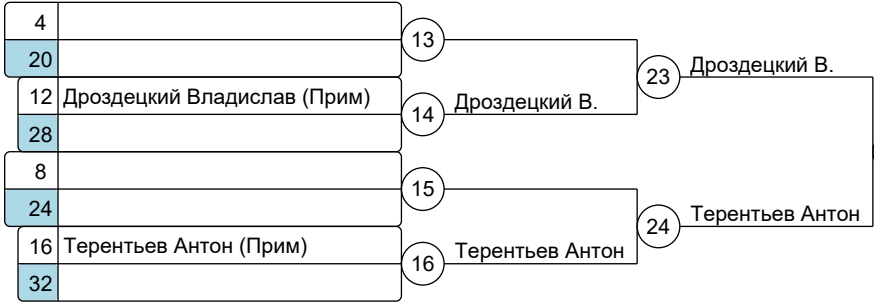 4
13
20
23 Дроздецкий В.
12 Дроздецкий Владислав (Прим)
14 Дроздецкий В.
28
8
15
24
24 Терентьев Антон
16 Терентьев Антон (Прим)
16 Терентьев Антон
32